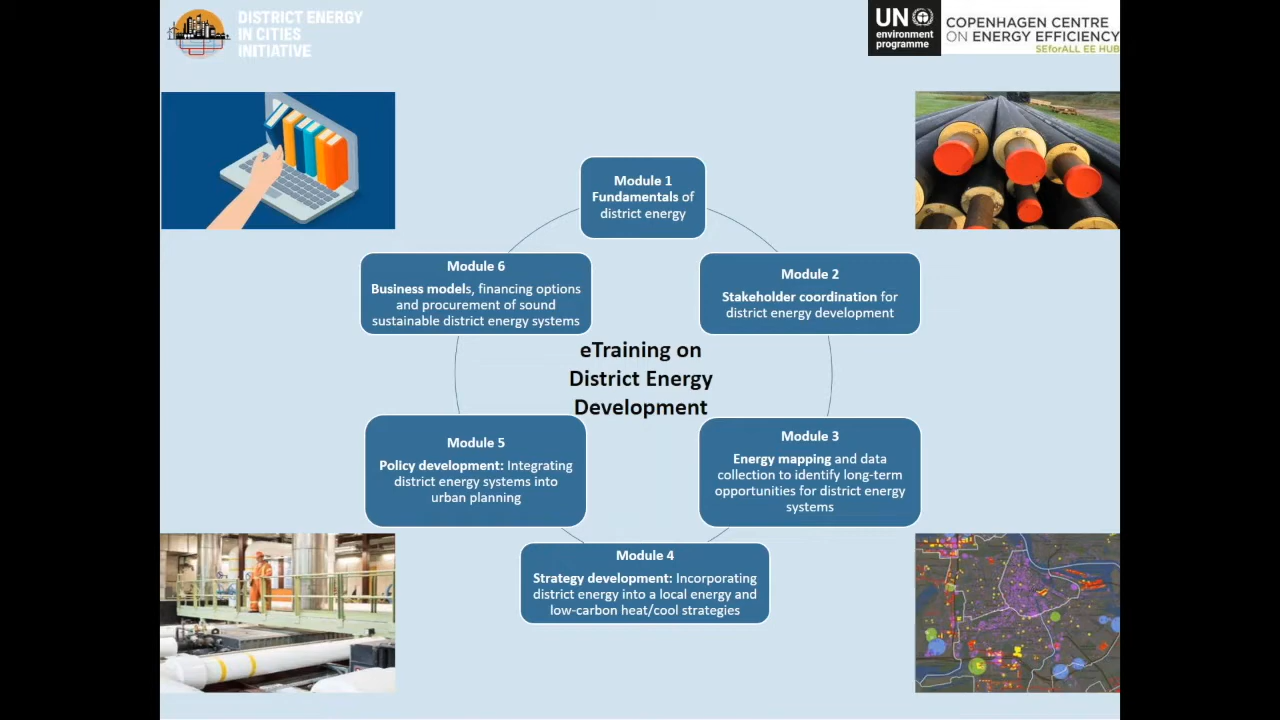 DISTRICT ENERGY
IN CITIES
INITIATIVE
UN
environment
programme
COPENHAGEN CENTRE
ON ENERGY EFFICIENCY
SEforALL EE HUB
Module 1
Fundamentals of
district energy
Module 2
Stakeholder coordination for
district energy development
Module 3
Energy mapping and data
collection to identify long-term
opportunities for district energy
systems
Module 4
Strategy development: Incorporating
district energy into a local energy and
low-carbon heat/cool strategies
Module 5
Policy development: Integrating
district energy systems into
urban planning
Module 6
Business models, financing options
and procurement of sound
sustainable district energy systems
eTraining on
District Energy
Development